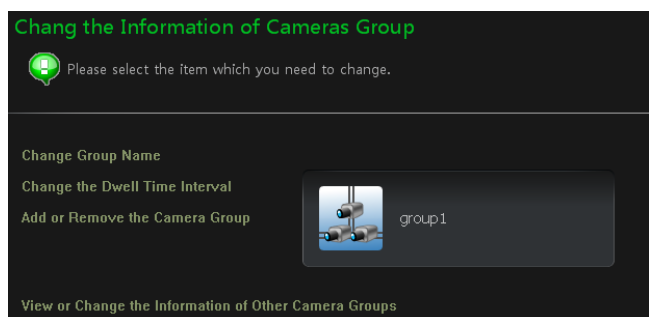 Chang the Information of Cameras Group
Please select the item which you need to change.
Change Group Name
Change the Dwell Time Interval
Add or Remove the Camera Group
group1
View or Change the Information of Other Camera Groups